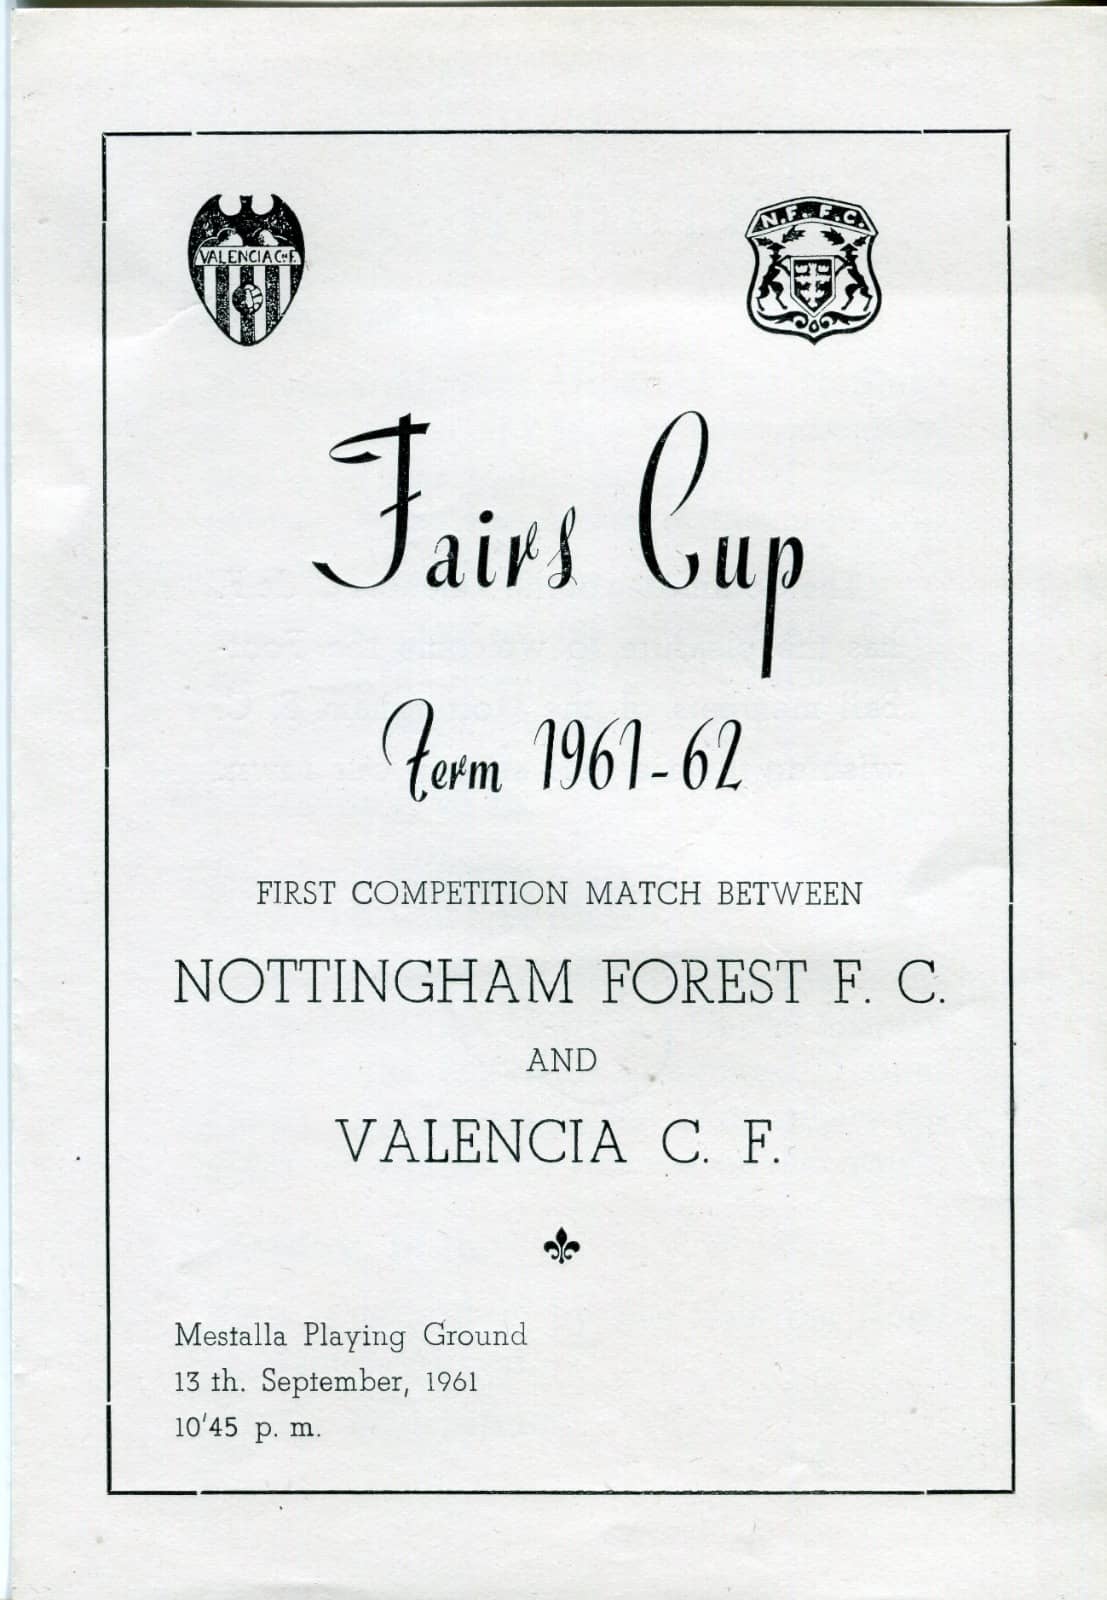 VALENCIA C. F.
N. F. F. C.
Fairs Cup
Term 1961-62
FIRST COMPETITION MATCH BETWEEN
NOTTINGHAM FOREST F. C.
AND
VALENCIA C. F.
Mestalla Playing Ground
13 th. September, 1961
10'45 p. m.